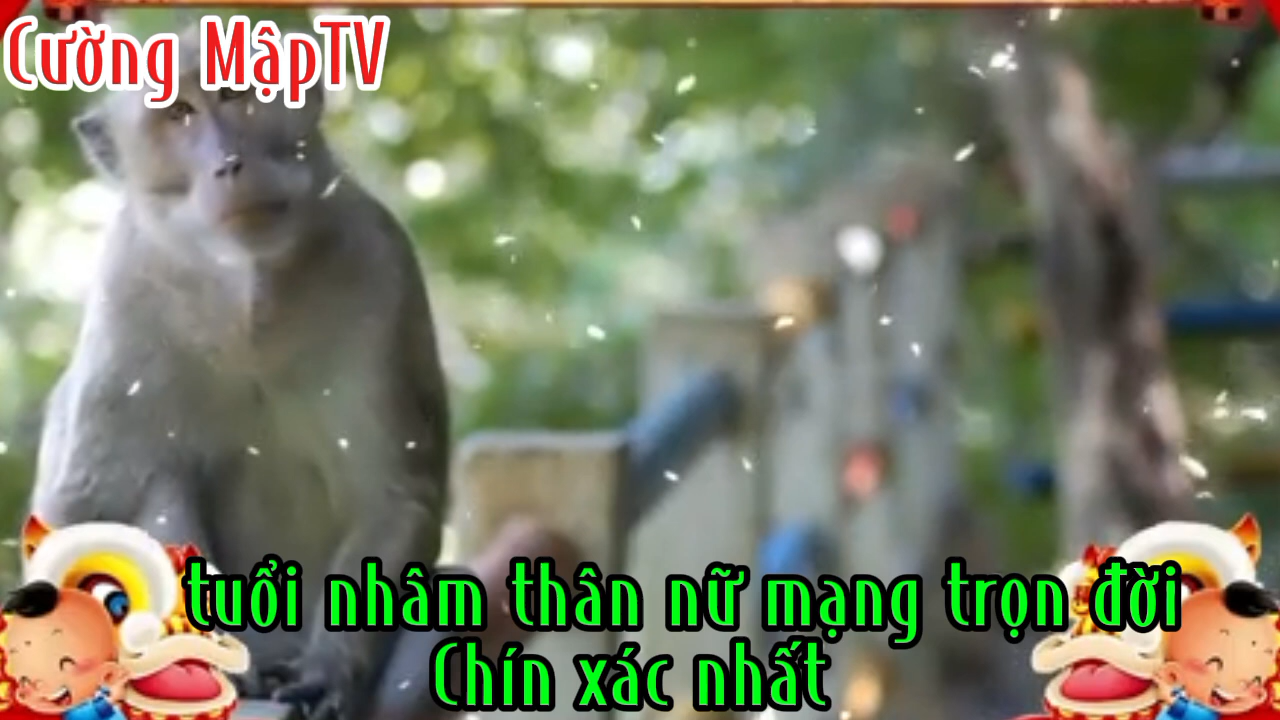 Cường MậpTV
tuổi nhâm thân nữ mạng trọn đời
Chín xác nhất